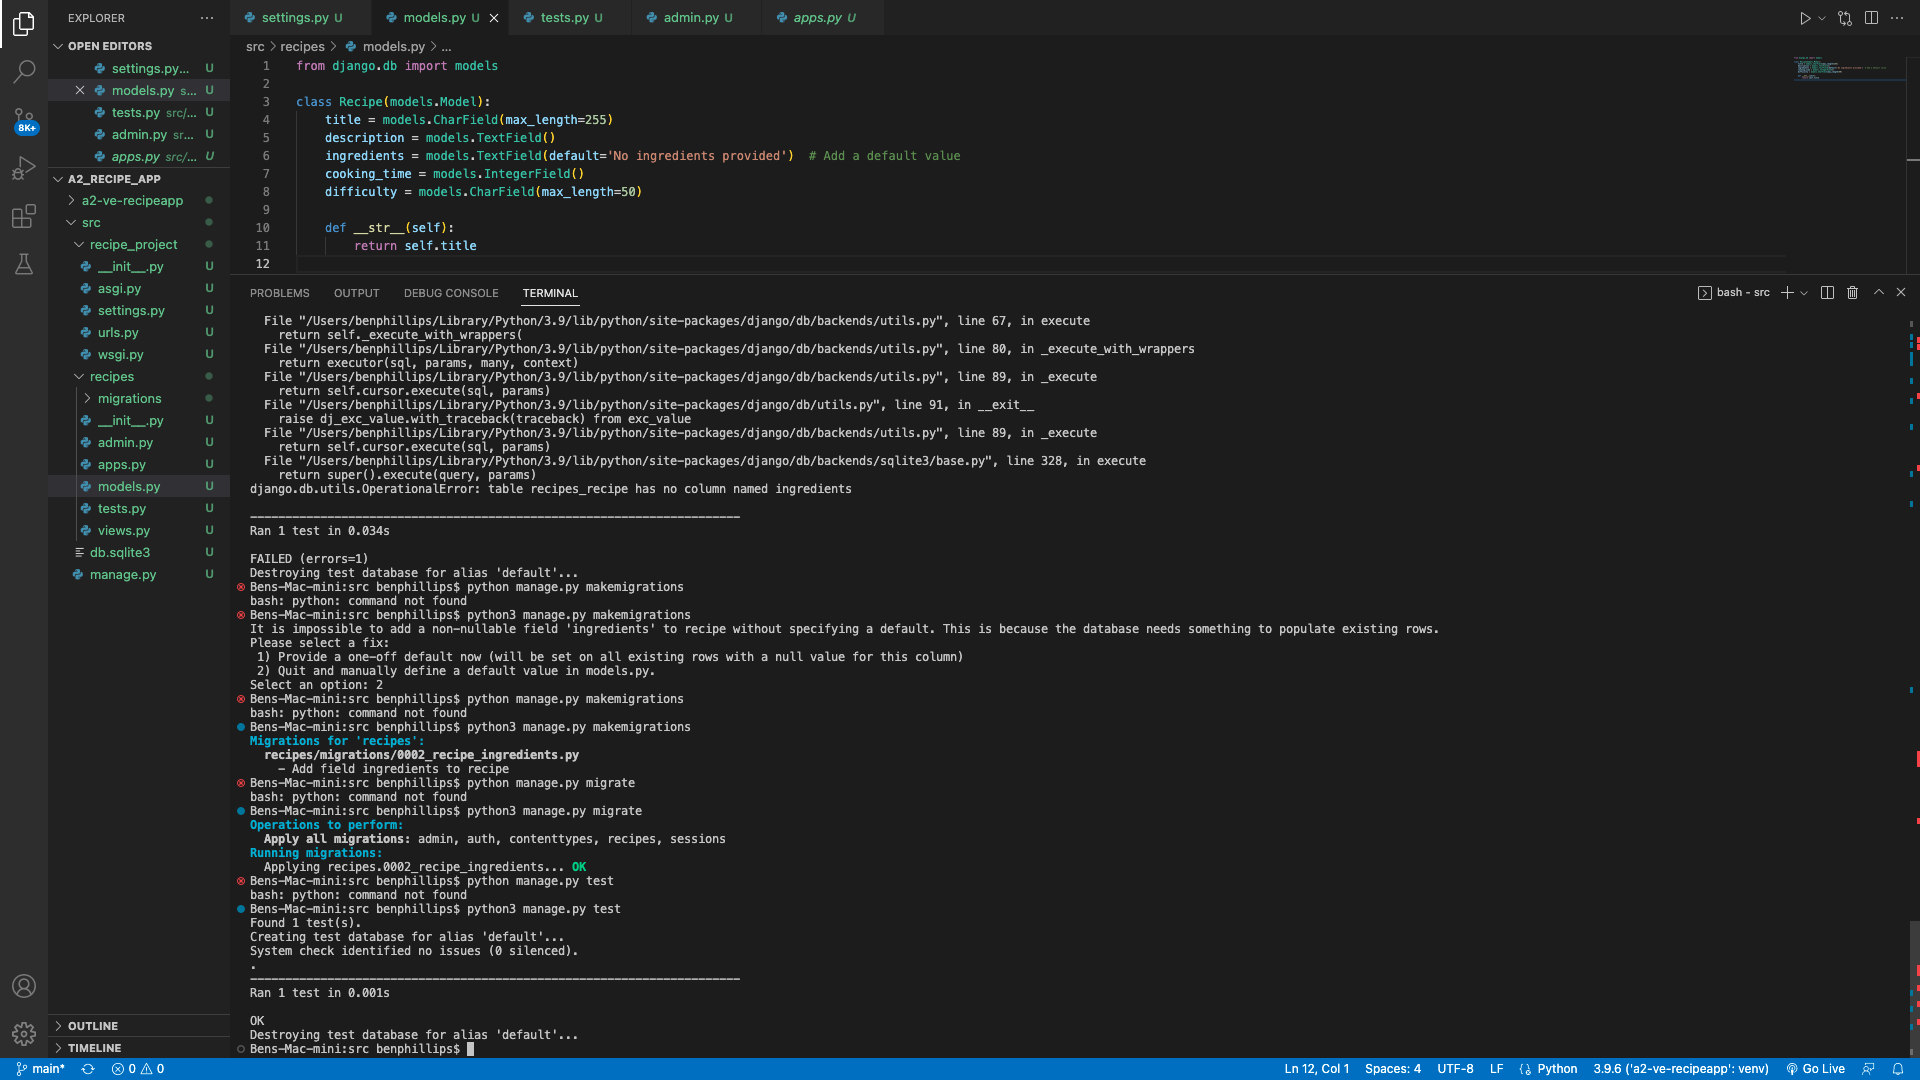 EXPLORER
OPEN EDITORS
settings.py... U
models.py s... U
tests.py src/... U
admin.py sr... U
apps.py src/... U
8K+
A2_RECIPE_APP
a2-ve-recipeapp
src
recipe_project
__init__.py U
asgi.py U
settings.py U
urls.py U
wsgi.py U
recipes
migrations
__init__.py U
admin.py U
apps.py U
models.py U
tests.py U
views.py U
db.sqlite3 U
manage.py U
OUTLINE
TIMELINE
settings.py U models.py U tests.py U admin.py U apps.py U
src > recipes > models.py > ...
1 from django.db import models
2
3 class Recipe(models.Model):
4 title = models.CharField(max_length=255)
5 description = models.TextField()
6 ingredients = models.TextField(default='No ingredients provided')  # Add a default value
7 cooking_time = models.IntegerField()
8 difficulty = models.CharField(max_length=50)
9
10 def __str__(self):
11 return self.title
12
PROBLEMS OUTPUT DEBUG CONSOLE TERMINAL bash - src
File "/Users/benphillips/Library/Python/3.9/lib/python/site-packages/django/db/backends/utils.py", line 67, in execute
return self._execute_with_wrappers(
File "/Users/benphillips/Library/Python/3.9/lib/python/site-packages/django/db/backends/utils.py", line 80, in _execute_with_wrappers
return executor(sql, params, many, context)
File "/Users/benphillips/Library/Python/3.9/lib/python/site-packages/django/db/backends/utils.py", line 89, in _execute
return self.cursor.execute(sql, params)
File "/Users/benphillips/Library/Python/3.9/lib/python/site-packages/django/db/utils.py", line 91, in __exit__
raise dj_exc_value.with_traceback(traceback) from exc_value
File "/Users/benphillips/Library/Python/3.9/lib/python/site-packages/django/db/backends/utils.py", line 89, in _execute
return self.cursor.execute(sql, params)
File "/Users/benphillips/Library/Python/3.9/lib/python/site-packages/django/db/backends/sqlite3/base.py", line 328, in execute
return super().execute(query, params)
django.db.utils.OperationalError: table recipes_recipe has no column named ingredients
----------------------------------------------------------------------
Ran 1 test in 0.034s
FAILED (errors=1)
Destroying test database for alias 'default'...
Bens-Mac-mini:src benphillips$ python manage.py makemigrations
bash: python: command not found
Bens-Mac-mini:src benphillips$ python3 manage.py makemigrations
It is impossible to add a non-nullable field 'ingredients' to recipe without specifying a default. This is because the database needs something to populate existing rows.
Please select a fix:
1) Provide a one-off default now (will be set on all existing rows with a null value for this column)
2) Quit and manually define a default value in models.py.
Select an option: 2
Bens-Mac-mini:src benphillips$ python manage.py makemigrations
bash: python: command not found
Bens-Mac-mini:src benphillips$ python3 manage.py makemigrations
Migrations for 'recipes':
recipes/migrations/0002_recipe_ingredients.py
- Add field ingredients to recipe
Bens-Mac-mini:src benphillips$ python manage.py migrate
bash: python: command not found
Bens-Mac-mini:src benphillips$ python3 manage.py migrate
Operations to perform:
Apply all migrations: admin, auth, contenttypes, recipes, sessions
Running migrations:
Applying recipes.0002_recipe_ingredients... OK
Bens-Mac-mini:src benphillips$ python manage.py test
bash: python: command not found
Bens-Mac-mini:src benphillips$ python3 manage.py test
Found 1 test(s).
Creating test database for alias 'default'...
System check identified no issues (0 silenced).
.
----------------------------------------------------------------------
Ran 1 test in 0.001s
OK
Destroying test database for alias 'default'...
Bens-Mac-mini:src benphillips$
main* 0 0 Ln 12, Col 1 Spaces: 4 UTF-8 LF Python 3.9.6 ('a2-ve-recipeapp': venv) Go Live